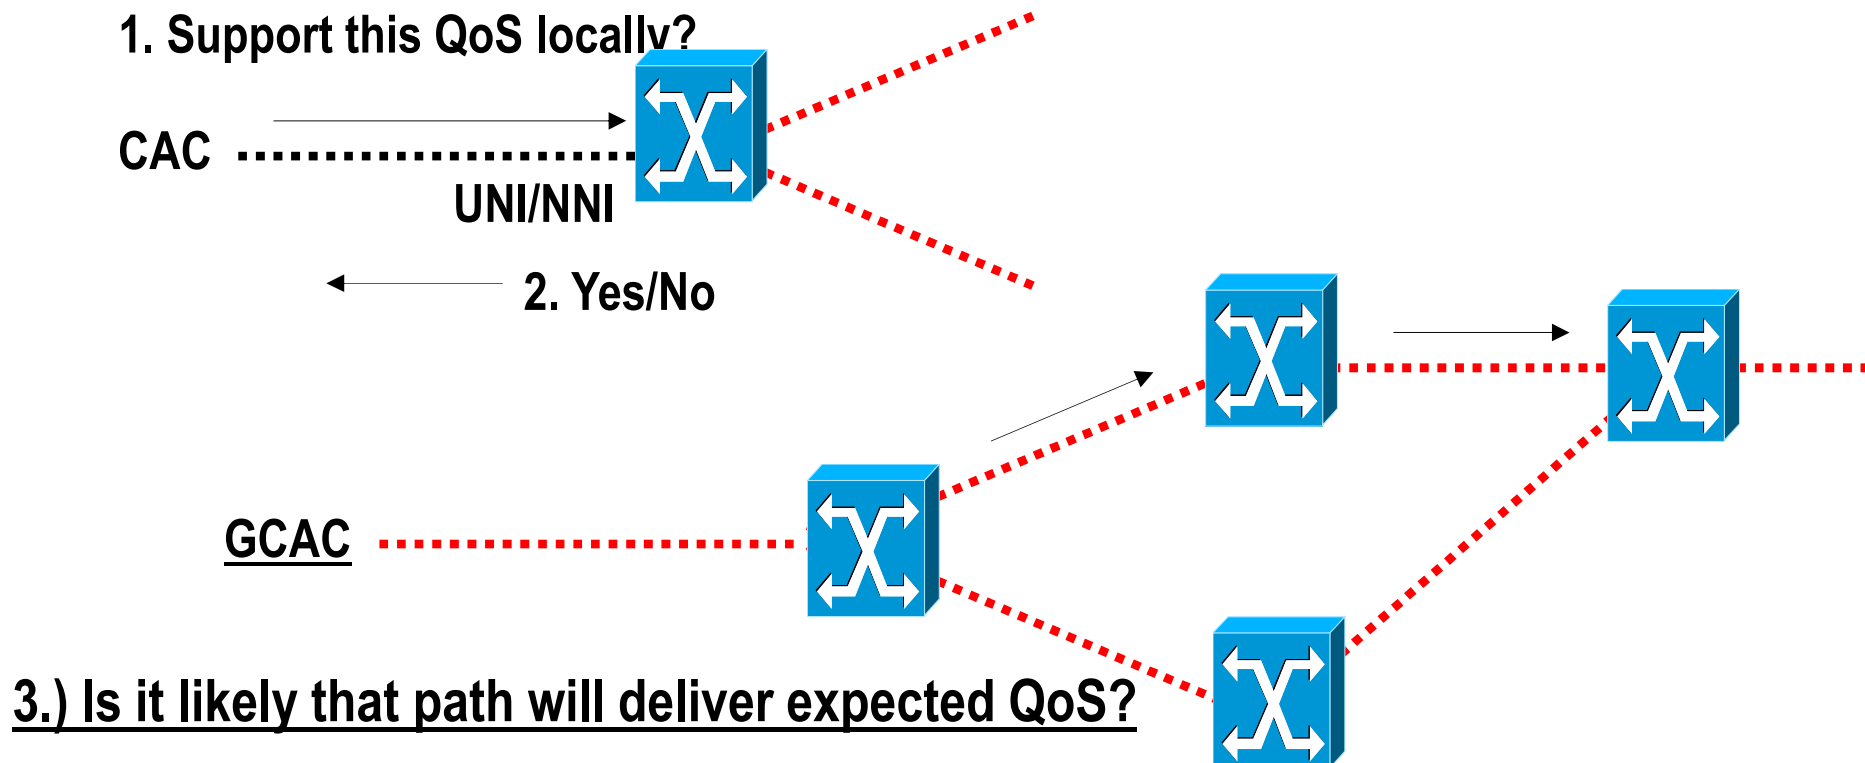 1. Support this QoS locally?
CAC
UNI/NNI
2. Yes/No
GCAC
3.) Is it likely that path will deliver expected QoS?